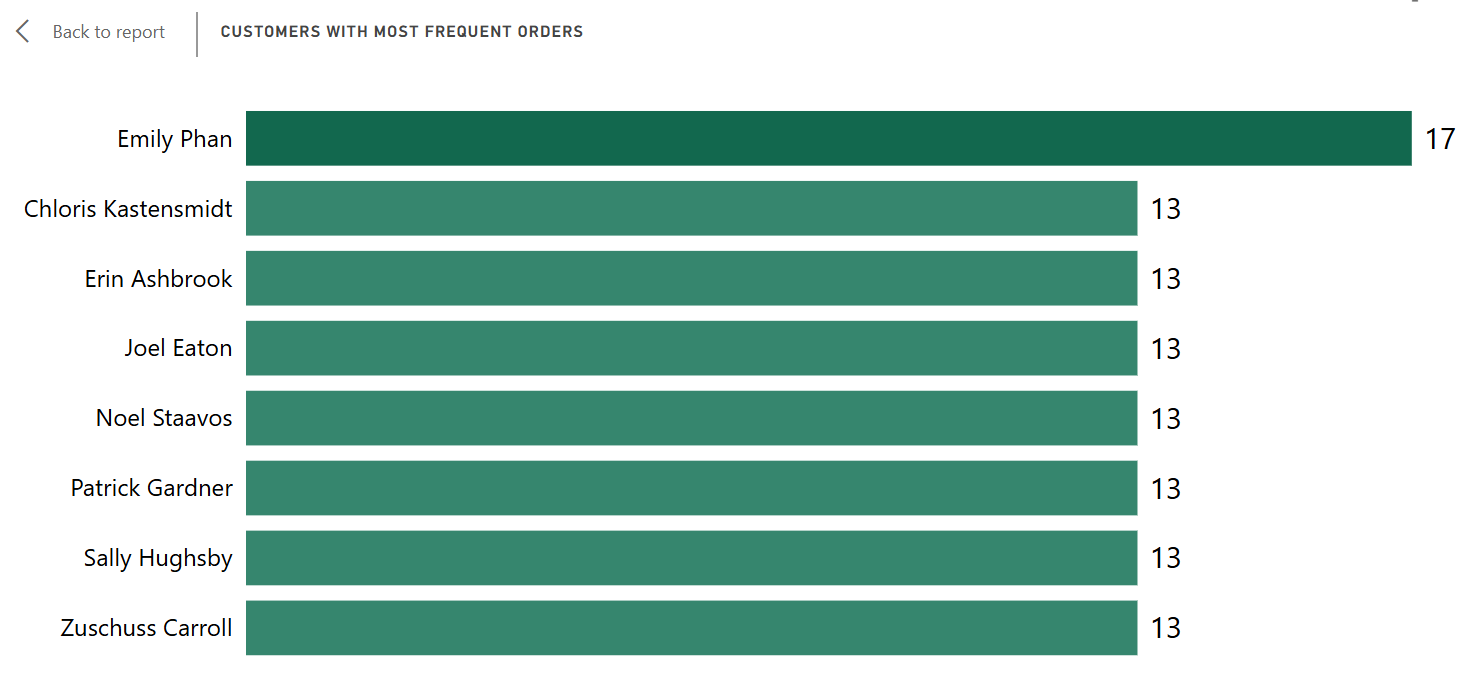 Back to report
CUSTOMERS WITH MOST FREQUENT ORDERS
Emily Phan 17
Chloris Kastensmidt 13
Erin Ashbrook 13
Joel Eaton 13
Noel Staavos 13
Patrick Gardner 13
Sally Hughsby 13
Zuschuss Carroll 13